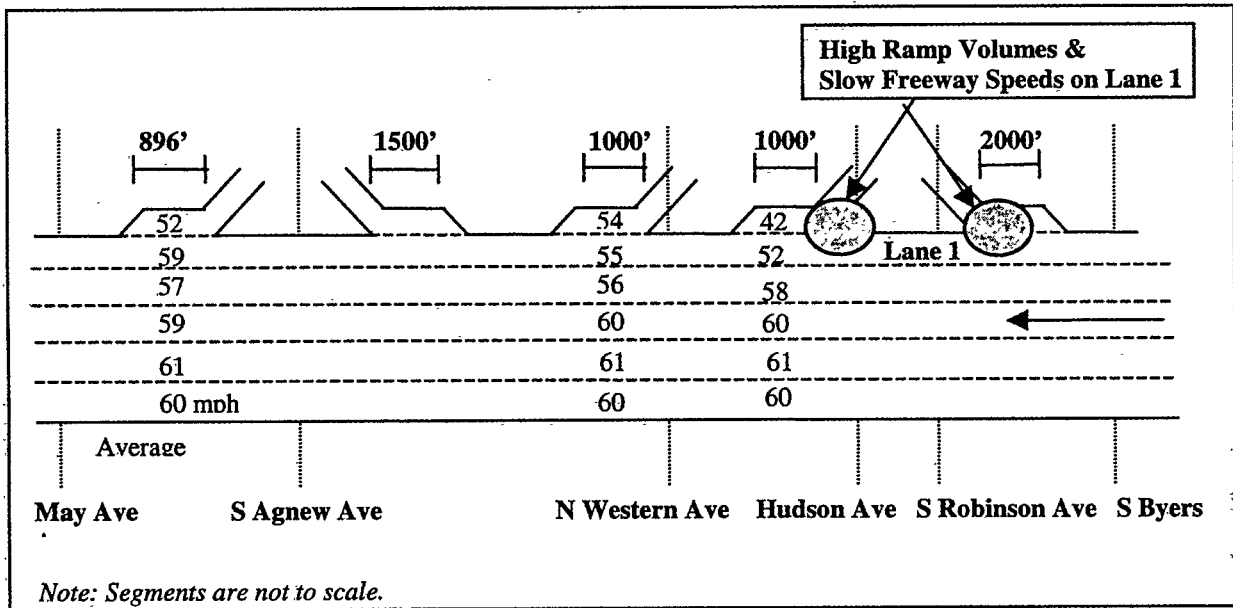 High Ramp Volumes &
Slow Freeway Speeds on Lane 1
896’ 1500’ 1000’ 1000’ 2000’
52 54 42
59 55 52 Lane 1
57 56 58
59 60 60
61 61 61
60 mph 60 60
Average
May Ave S Agnew Ave N Western Ave Hudson Ave S Robinson Ave S Byers
Note: Segments are not to scale.